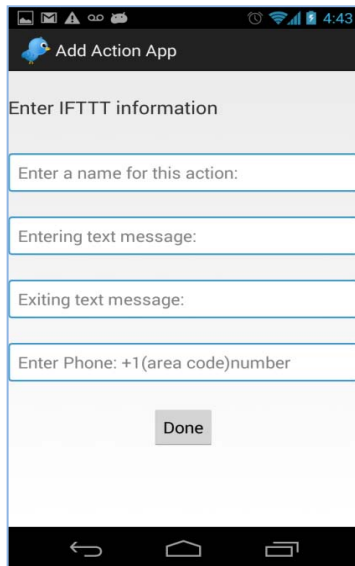 4:43
Add Action App
Enter IFTTT information
Enter a name for this action:
Entering text message:
Exiting text message:
Enter Phone: +1(area code)number
Done